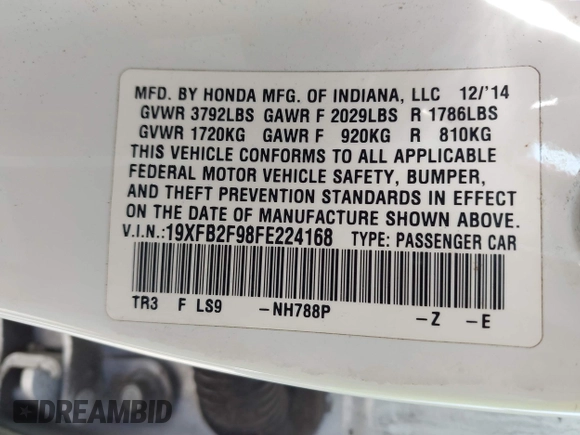 MFD. BY HONDA MFG. OF INDIANA, LLC 12/'14
GVWR 3792LBS GAWR F 2029LBS R 1786LBS
GVWR 1720KG GAWR F 920KG R 810KG
THIS VEHICLE CONFORMS TO ALL APPLICABLE
FEDERAL MOTOR VEHICLE SAFETY, BUMPER,
AND THEFT PREVENTION STANDARDS IN EFFECT
ON THE DATE OF MANUFACTURE SHOWN ABOVE.
V.I.N.:19XFB2F98FE224168 TYPE: PASSENGER CAR
TR3 F LS9 –NH788P –Z –E
DREAMBID